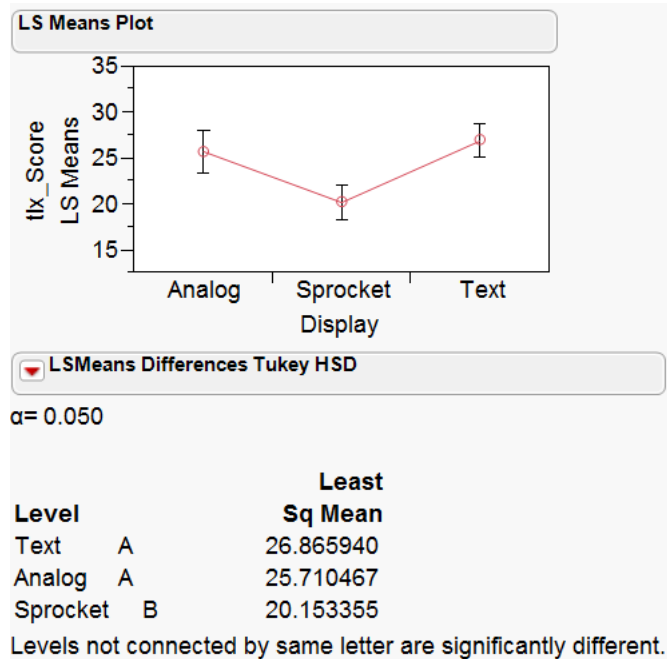 LS Means Plot
35
30
25
20
15
tlx_Score
LS Means
Analog Sprocket Text
Display
LSMeans Differences Tukey HSD
α= 0.050
Least
Level Sq Mean
Text A 26.865940
Analog A 25.710467
Sprocket B 20.153355
Levels not connected by same letter are significantly different.